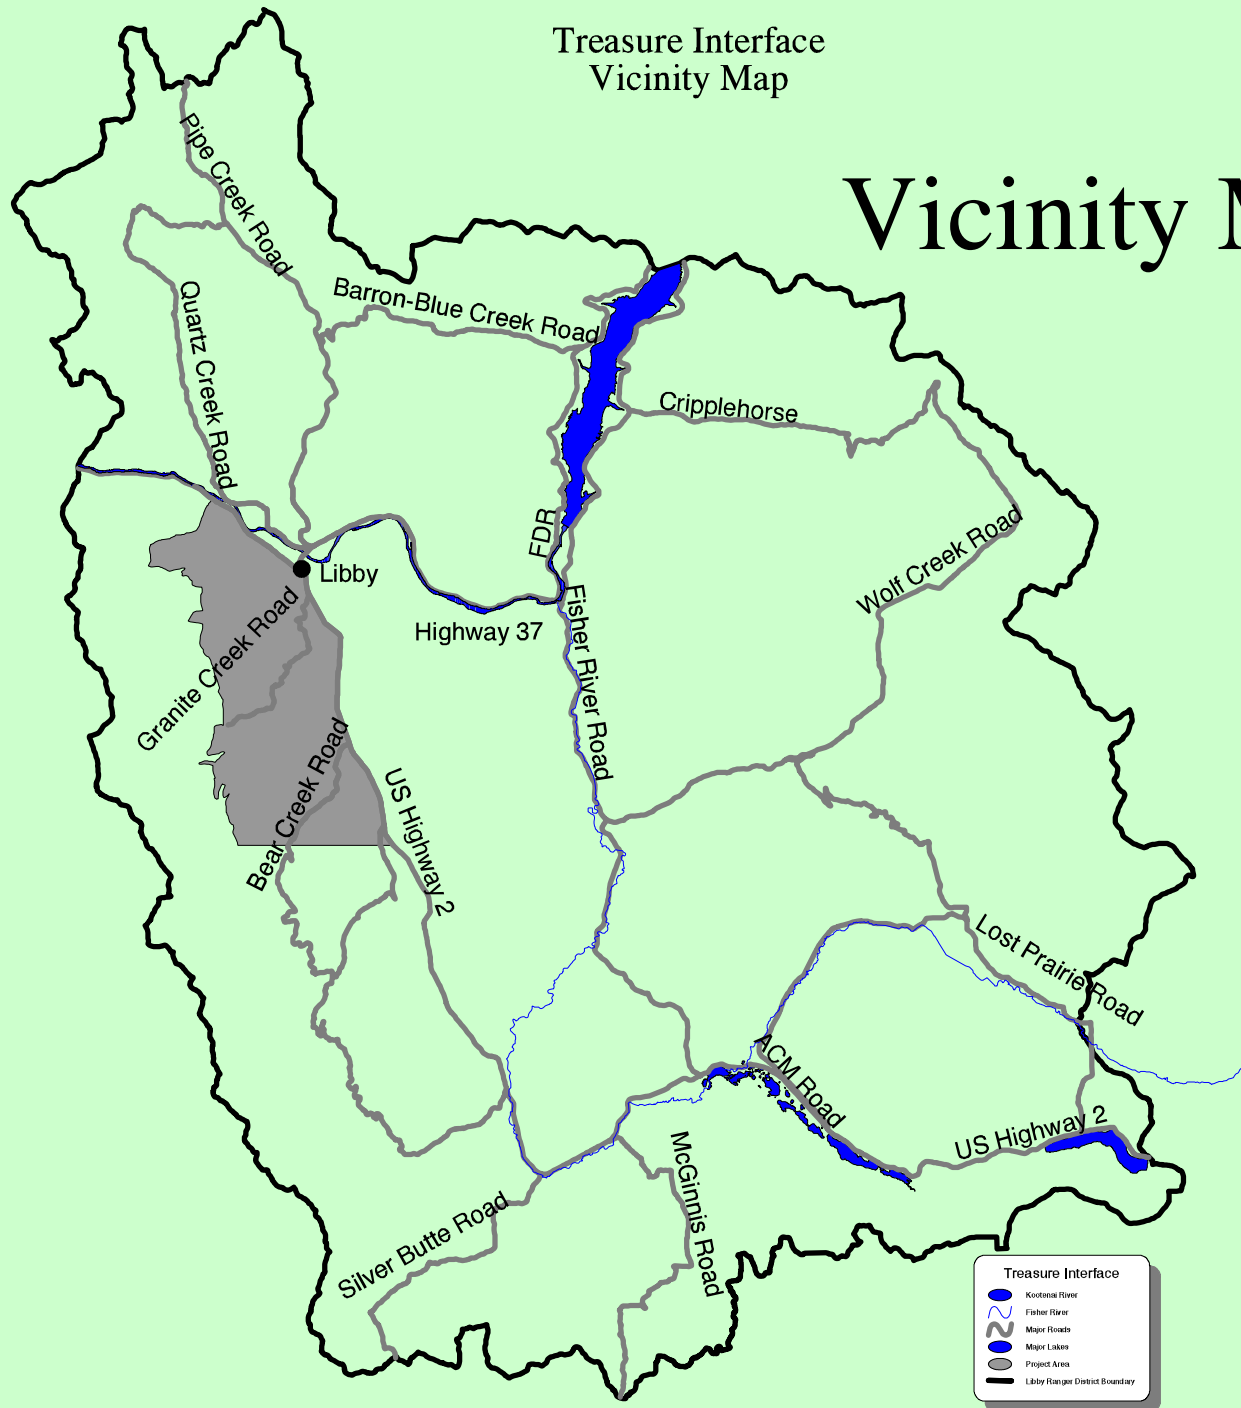 Treasure Interface
Vicinity Map
Vicinity M
Pipe Creek Road
Quartz Creek Road
Barron-Blue Creek Road
Cripplehorse
FDR
Wolf Creek Road
Libby
Highway 37
Fisher River Road
Granite Creek Road
Bear Creek Road
US Highway 2
Lost Prairie Road
ACM Road
US Highway 2
McGinnis Road
Silver Butte Road
Treasure Interface
Kootenai River
Fisher River
Major Roads
Major Lakes
Project Area
Libby Ranger District Boundary